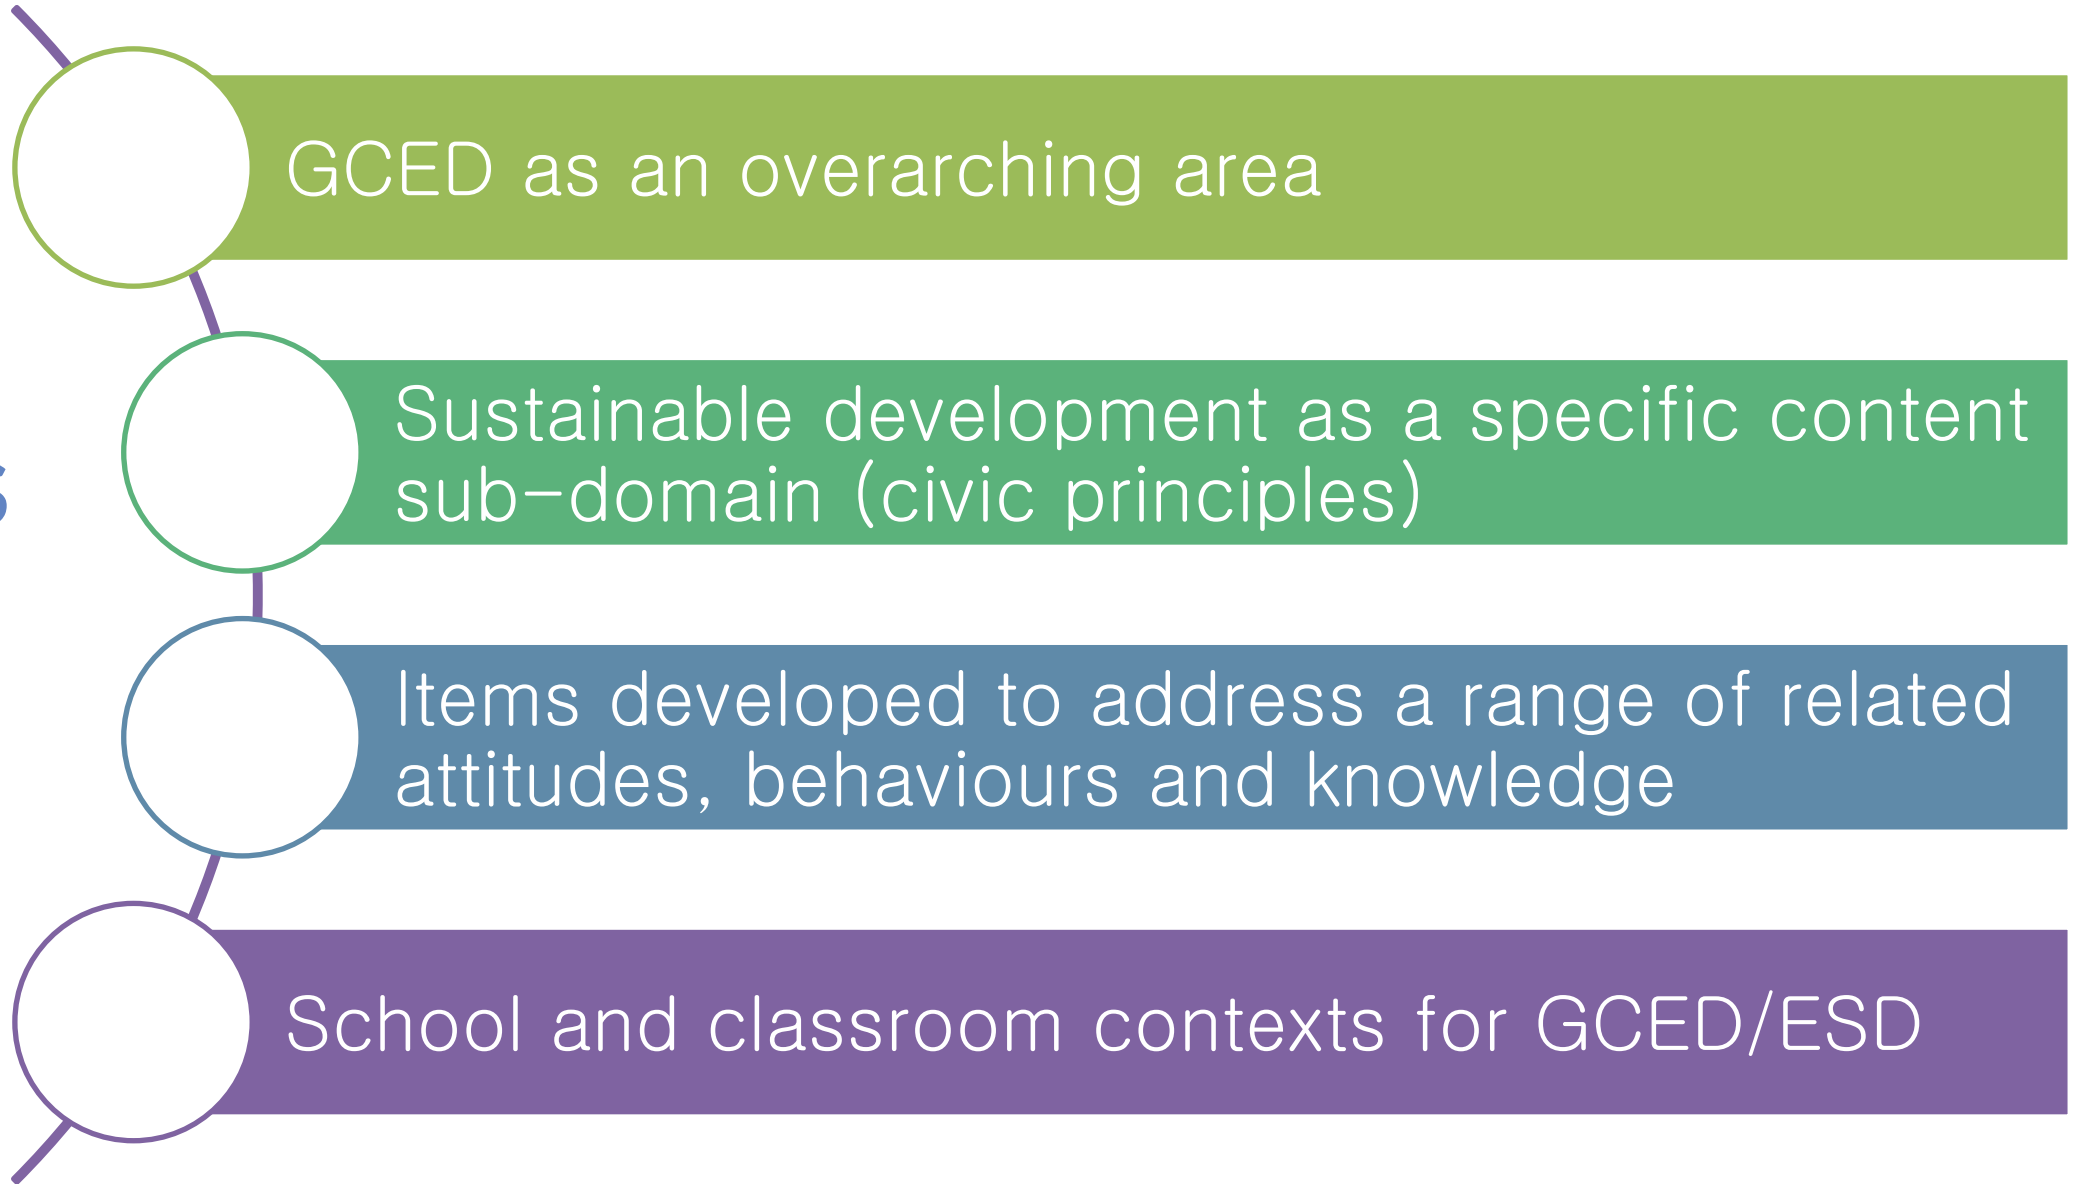 GCED as an overarching area
Sustainable development as a specific content
sub-domain (civic principles)
Items developed to address a range of related
attitudes, behaviours and knowledge
School and classroom contexts for GCED/ESD